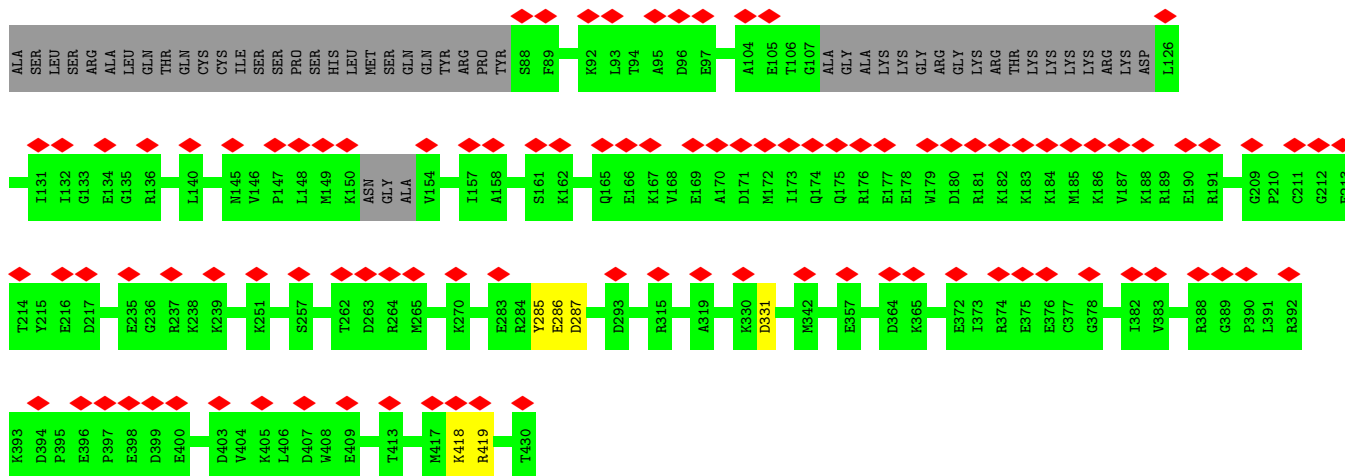 ALA SER LEU SER ARG ALA LEU GLN THR GLN CYS CYS ILE SER SER PRO SER HIS LEU MET SER GLN GLN TYR ARG PRO TYR S88 F89 K92 L93 T94 A95 D96 E97 A104 E105 T106 G107 ALA GLY ALA LYS LYS GLY ARG GLY LYS ARG THR LYS LYS LYS LYS ARG LYS ASP L126
I131 I132 G133 E134 G135 R136 L140 N145 V146 P147 L148 M149 K150 ASN GLY ALA V154 I157 A158 S161 K162 Q165 E166 K167 V168 E169 A170 D171 M172 I173 Q174 Q175 R176 E177 E178 W179 D180 R181 K182 K183 K184 M185 K186 V187 K188 R189 E190 R191 G209 P210 C211 G212
T214 Y215 E216 D217 E235 G236 R237 K238 K239 K251 S257 T262 D263 R264 M265 K270 E283 R284 Y285 E286 D287 D293 R315 A319 K330 D331 M342 E357 D364 K365 E372 I373 R374 E375 E376 C377 G378 I382 V383 R388 G389 P390 L391 R392
K393 D394 P395 E396 P397 E398 D399 E400 D403 V404 K405 L406 D407 W408 E409 T413 M417 K418 R419 T430